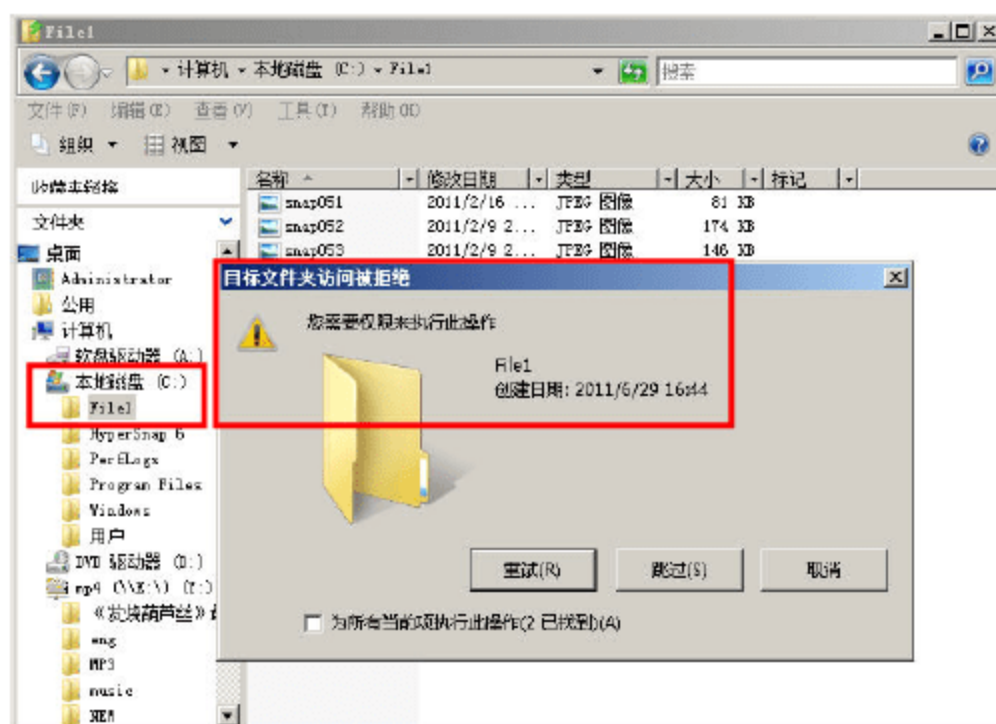 File1
计算机 本地磁盘 (C:) File1 搜索
文件(F) 编辑(E) 查看(V) 工具(T) 帮助(H)
组织 视图
收藏夹链接
名称 修改日期 类型 大小 标记
snap051 2011/2/16 ... JPEG 图像 81 KB
文件夹
snap052 2011/2/9 2... JPEG 图像 174 KB
桌面
snap053 2011/2/9 2... JPEG 图像 146 KB
Administrator
公用
计算机
软盘驱动器 (A:)
本地磁盘 (C:)
File1
HyperSnap 6
PerfLogs
Program Files
Windows
用户
DVD 驱动器 (D:)
mp4
eng
MP3
music
目标文件夹访问被拒绝
您需要权限来执行此操作
File1
创建日期: 2011/6/29 16:44
重试(R) 跳过(S) 取消
为所有当前项执行此操作(2 已找到)(A)